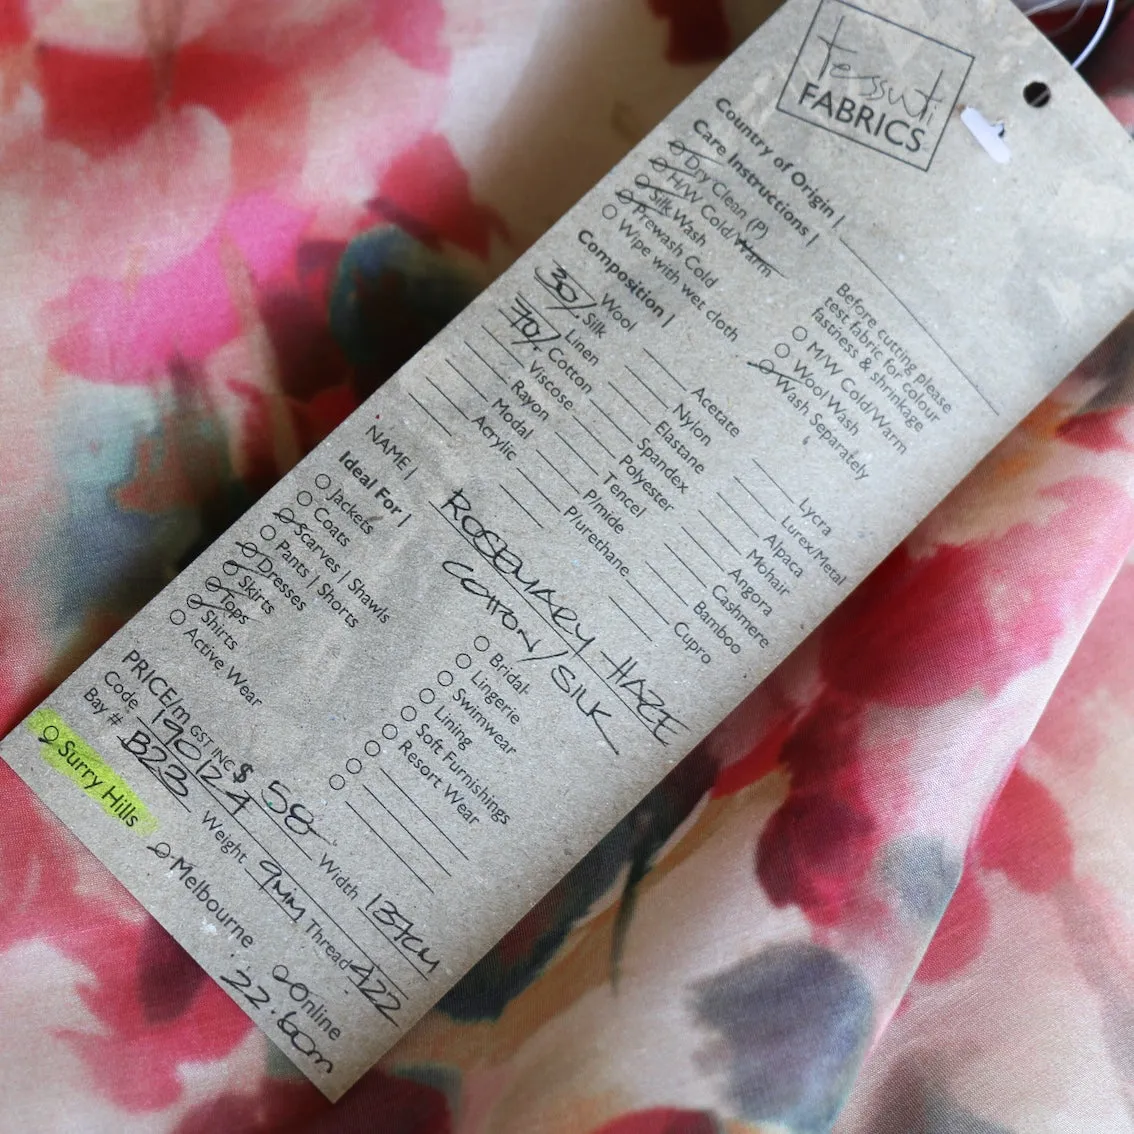 tessuti
FABRICS
Country of Origin |
Care Instructions |
Dry Clean (P)
H/W Cold/Warm
Silk Wash
Prewash Cold
Wipe with wet cloth
Before cutting please
test fabric for colour
fastness & shrinkage
M/W Cold/Warm
Wool Wash
Wash Separately
Composition |
Wool
30% Silk
Linen
70% Cotton
Viscose
Rayon
Modal
Acrylic
Acetate
Nylon
Elastane
Spandex
Polyester
Tencel
P/mide
P/urethane
Lycra
Lurex/Metal
Alpaca
Mohair
Angora
Cashmere
Bamboo
Cupro
NAME | ROSEMARY HAZE
COTTON/SILK
Ideal For |
Jackets
Coats
Scarves | Shawls
Pants | Shorts
Dresses
Skirts
Tops
Shirts
Active Wear
Bridal
Lingerie
Swimwear
Lining
Soft Furnishings
Resort Wear
PRICE/m GST INC $ 58- Width 137CM
Code 190124 Weight 9MM Thread 422
Bay # B23
Surry Hills Melbourne Online
22.6cm